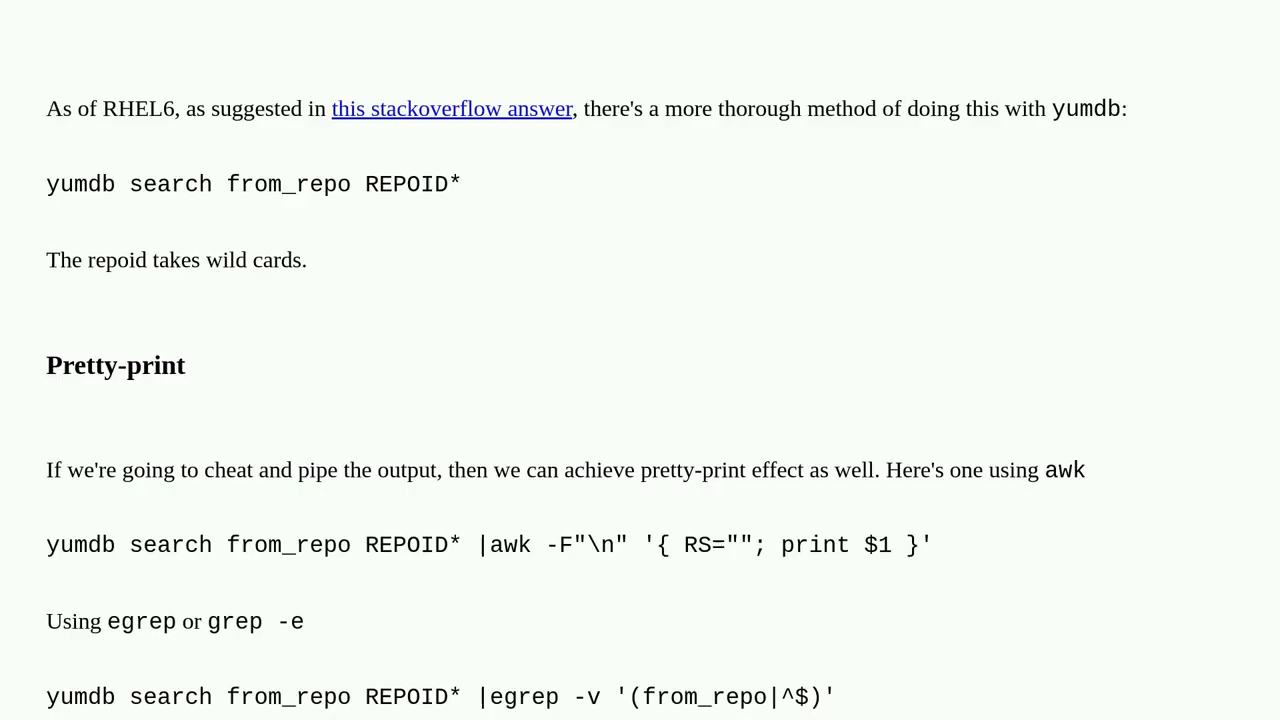 As of RHEL6, as suggested in this stackoverflow answer, there's a more thorough method of doing this with yumdb:
yumdb search from_repo REPOID*
The repoid takes wild cards.
Pretty-print
If we're going to cheat and pipe the output, then we can achieve pretty-print effect as well. Here's one using awk
yumdb search from_repo REPOID* |awk -F"\n" '{ RS=""; print $1 }'
Using egrep or grep -e
yumdb search from_repo REPOID* |egrep -v '(from_repo|^$)'